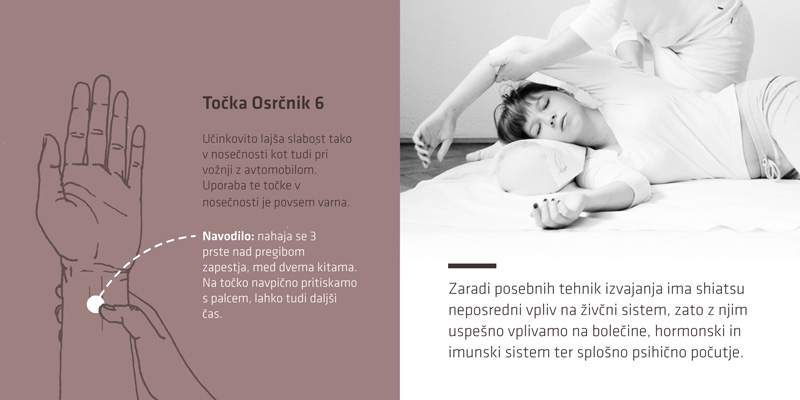 Točka Osrčnik 6
Učinkovito lajša slabost tako
v nosečnosti kot tudi pri
vožnji z avtomobilom.
Uporaba te točke v
nosečnosti je povsem varna.
Navodilo: nahaja se 3
prste nad pregibom
zapestja, med dvema kitama.
Na točko navpično pritiskamo
s palcem, lahko tudi daljši
čas.
Zaradi posebnih tehnik izvajanja ima shiatsu
neposredni vpliv na živčni sistem, zato z njim
uspešno vplivamo na bolečine, hormonski in
imunski sistem ter splošno psihično počutje.